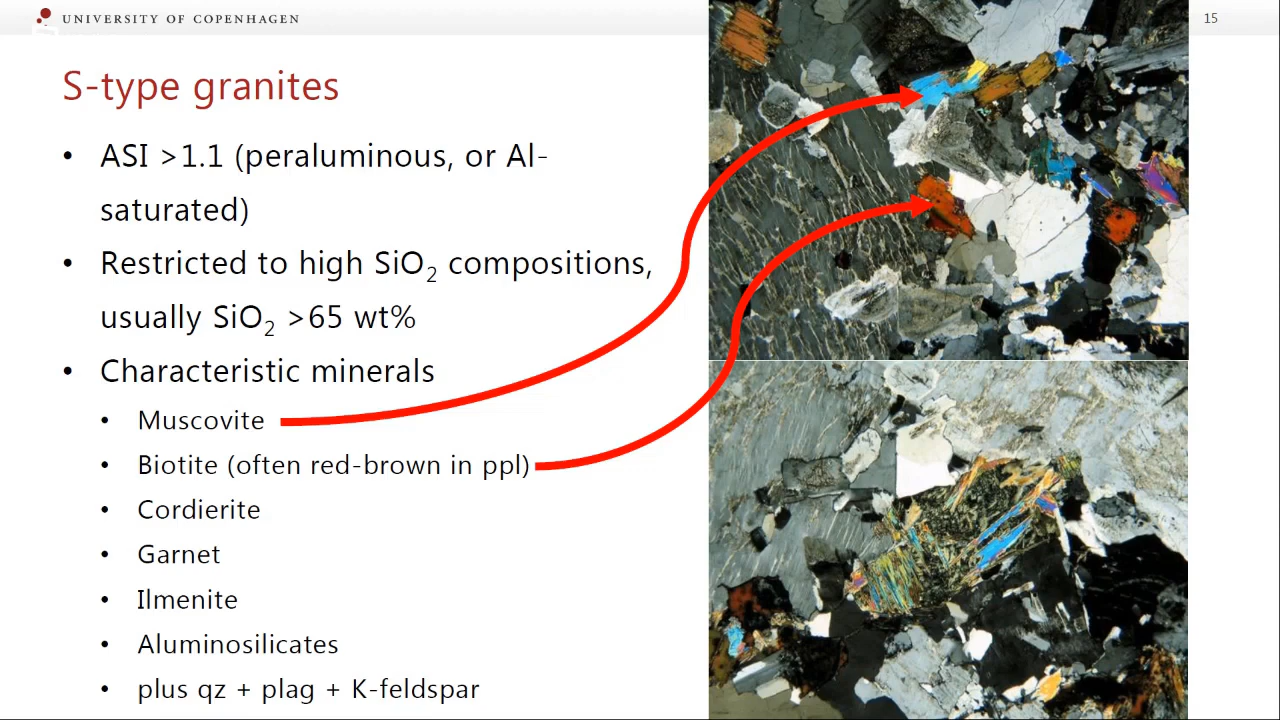 UNIVERSITY OF COPENHAGEN
15
S-type granites
• ASI >1.1 (peraluminous, or Al-
saturated)
• Restricted to high SiO₂ compositions,
usually SiO₂ >65 wt%
• Characteristic minerals
• Muscovite
• Biotite (often red-brown in ppl)
• Cordierite
• Garnet
• Ilmenite
• Aluminosilicates
• plus qz + plag + K-feldspar